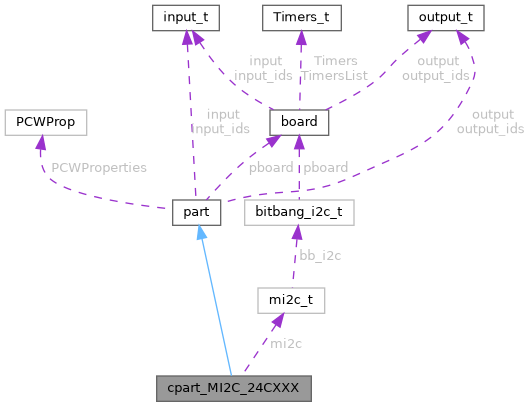 input_t
Timers_t
output_t
input
input_ids
Timers
TimersList
output
output_ids
PCWProp
input
input_ids
board
output
output_ids
PCWProperties
pboard
pboard
part
bitbang_i2c_t
bb_i2c
mi2c_t
mi2c
cpart_MI2C_24CXXX